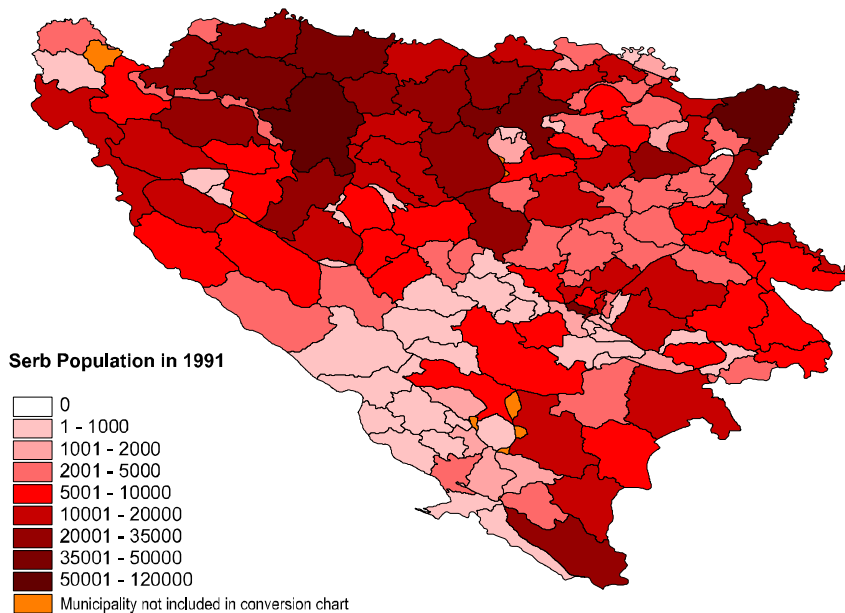 Serb Population in 1991
0
1 - 1000
1001 - 2000
2001 - 5000
5001 - 10000
10001 - 20000
20001 - 35000
35001 - 50000
50001 - 120000
Municipality not included in conversion chart